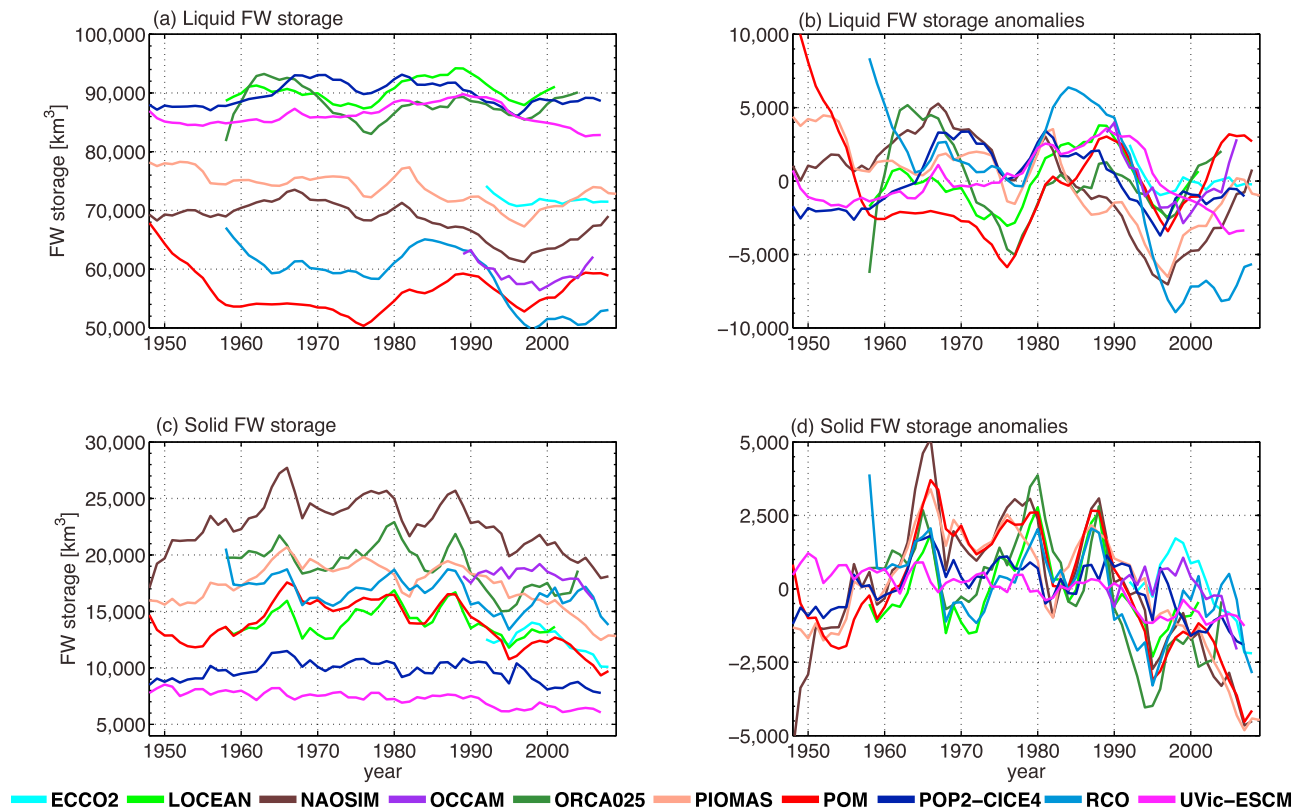 (a) Liquid FW storage
(b) Liquid FW storage anomalies
100,000
90,000
80,000
70,000
60,000
50,000
FW storage [km³]
1950 1960 1970 1980 1990 2000
10,000
5,000
0
−5,000
−10,000
1950 1960 1970 1980 1990 2000
(c) Solid FW storage
(d) Solid FW storage anomalies
30,000
25,000
20,000
15,000
10,000
5,000
FW storage [km³]
1950 1960 1970 1980 1990 2000
year
5,000
2,500
0
−2,500
−5,000
1950 1960 1970 1980 1990 2000
year
ECCO2 LOCEAN NAOSIM OCCAM ORCA025 PIOMAS POM POP2−CICE4 RCO UVic−ESCM